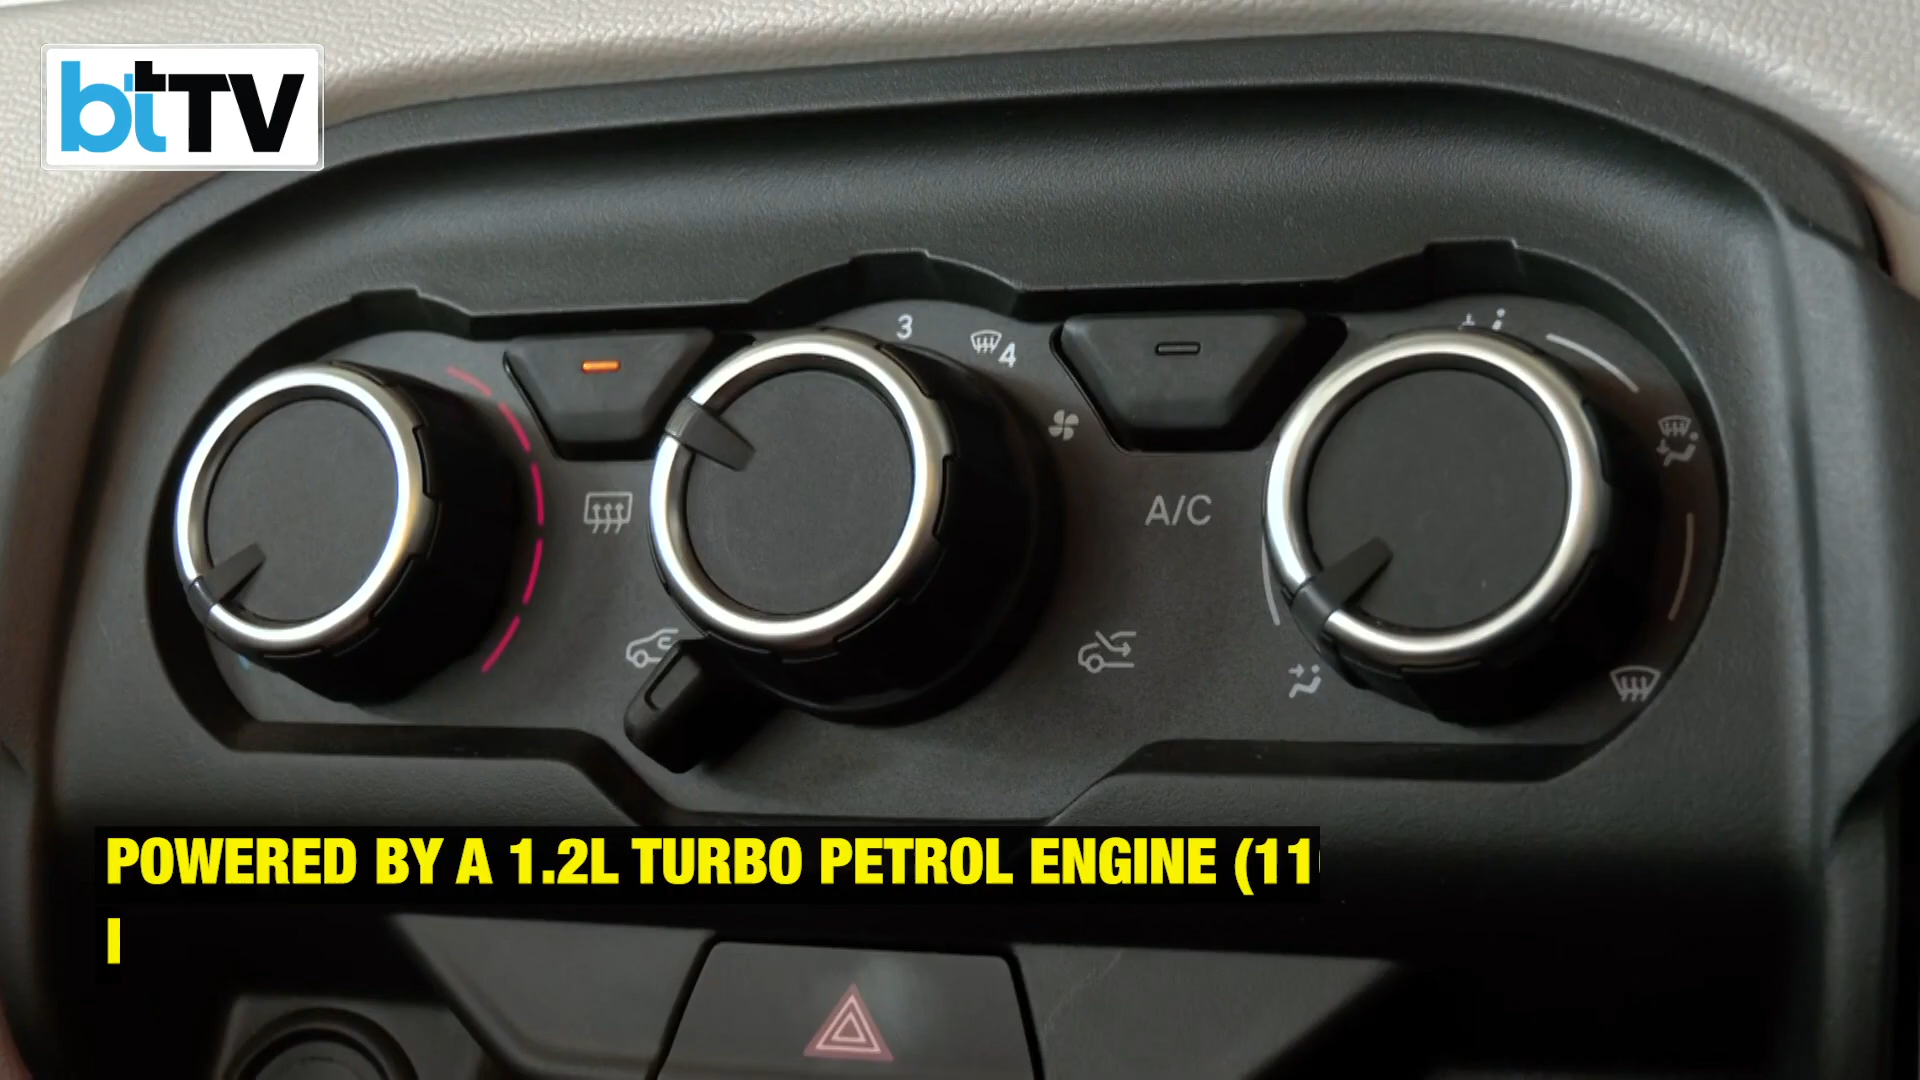 btTV
3
4
A/C
POWERED BY A 1.2L TURBO PETROL ENGINE (11